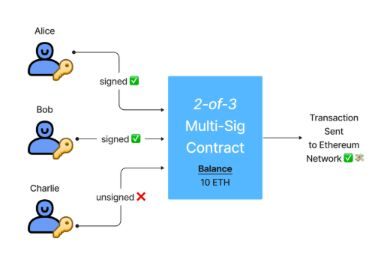 Alice
signed ✅
Bob
signed ✅
Charlie
unsigned ❌
2-of-3
Multi-Sig
Contract
Balance
10 ETH
Transaction
Sent
to Ethereum
Network ✅ 💸